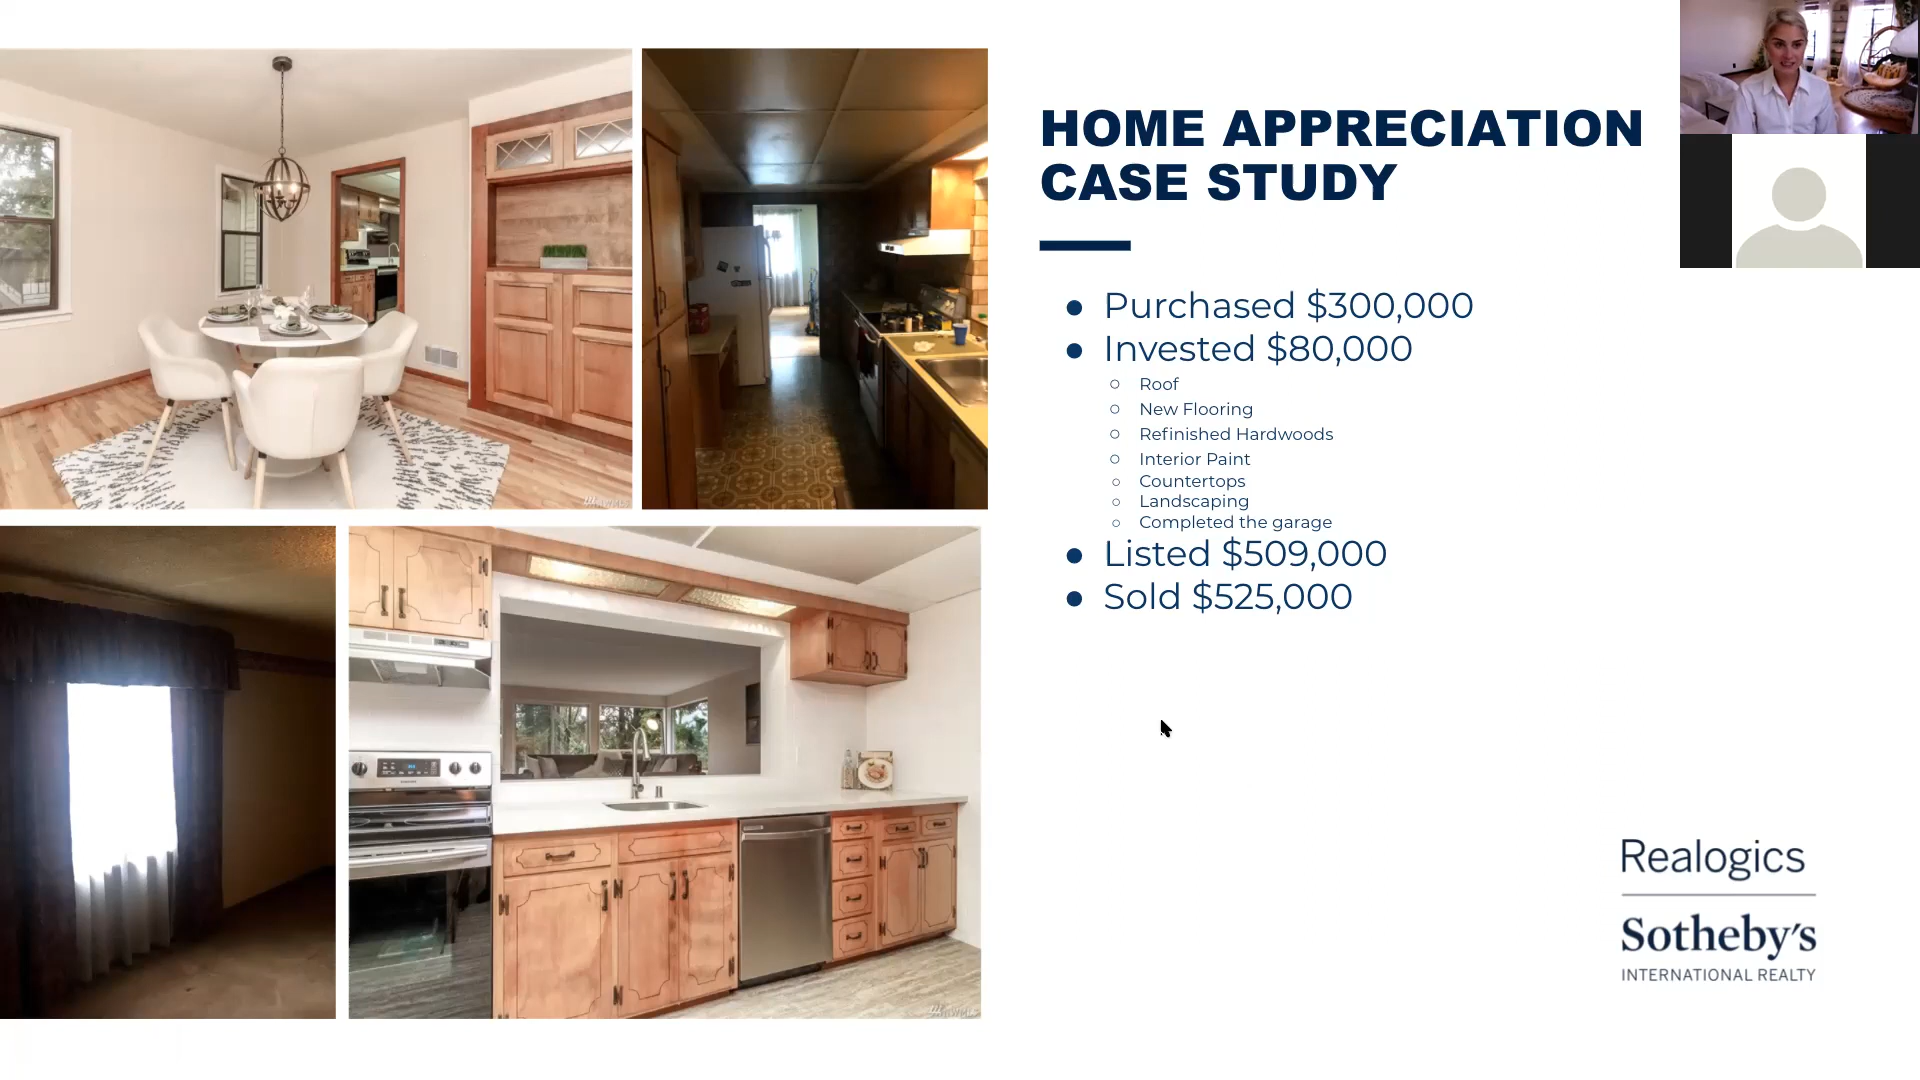 HOME APPRECIATION
CASE STUDY
● Purchased $300,000
● Invested $80,000
○ Roof
○ New Flooring
○ Refinished Hardwoods
○ Interior Paint
○ Countertops
○ Landscaping
○ Completed the garage
● Listed $509,000
● Sold $525,000
Realogics
Sotheby's
INTERNATIONAL REALTY